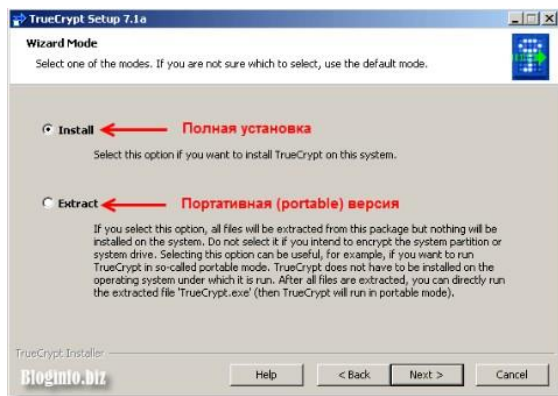 TrueCrypt Setup 7.1a
Wizard Mode
Select one of the modes. If you are not sure which to select, use the default mode.
Install
Полная установка
Select this option if you want to install TrueCrypt on this system.
Extract
Портативная (portable) версия
If you select this option, all files will be extracted from this package but nothing will be
installed on the system. Do not select it if you intend to encrypt the system partition or
system drive. Selecting this option can be useful, for example, if you want to run
TrueCrypt in so-called portable mode. TrueCrypt does not have to be installed on the
operating system under which it is run. After all files are extracted, you can directly run
the extracted file 'TrueCrypt.exe' (then TrueCrypt will run in portable mode).
TrueCrypt Installer
Bloginfo.biz
Help
< Back
Next >
Cancel